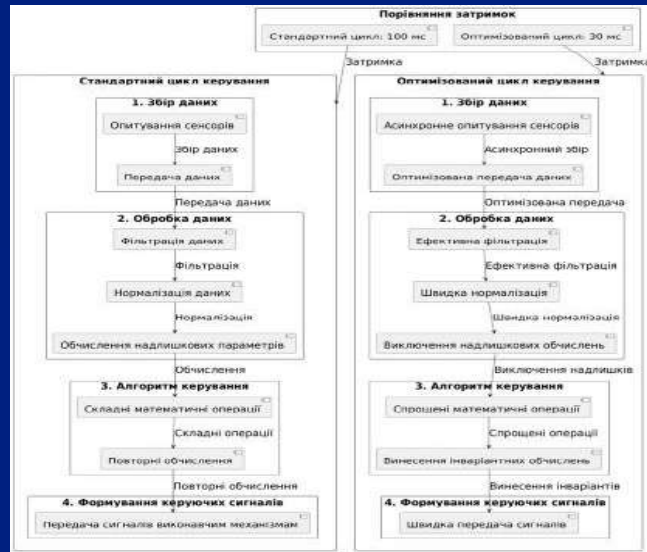 Порівняння затримок
Стандартний цикл: 100 мс
Оптимізований цикл: 30 мс
Затримка
Затримка
Стандартний цикл керування
1. Збір даних
Опитування сенсорів
Збір даних
Передача даних
Передача даних
2. Обробка даних
Фільтрація даних
Фільтрація
Нормалізація даних
Нормалізація
Обчислення надлишкових параметрів
Обчислення
3. Алгоритм керування
Складні математичні операції
Складні операції
Повторні обчислення
Повторні обчислення
4. Формування керуючих сигналів
Передача сигналів виконавчим механізмам
Оптимізований цикл керування
1. Збір даних
Асинхронне опитування сенсорів
Асинхронний збір
Оптимізована передача даних
Оптимізована передача
2. Обробка даних
Ефективна фільтрація
Ефективна фільтрація
Швидка нормалізація
Швидка нормалізація
Виключення надлишкових обчислень
Виключення надлишків
3. Алгоритм керування
Спрощені математичні операції
Спрощені операції
Винесення інваріантних обчислень
Винесення інваріантів
4. Формування керуючих сигналів
Швидка передача сигналів